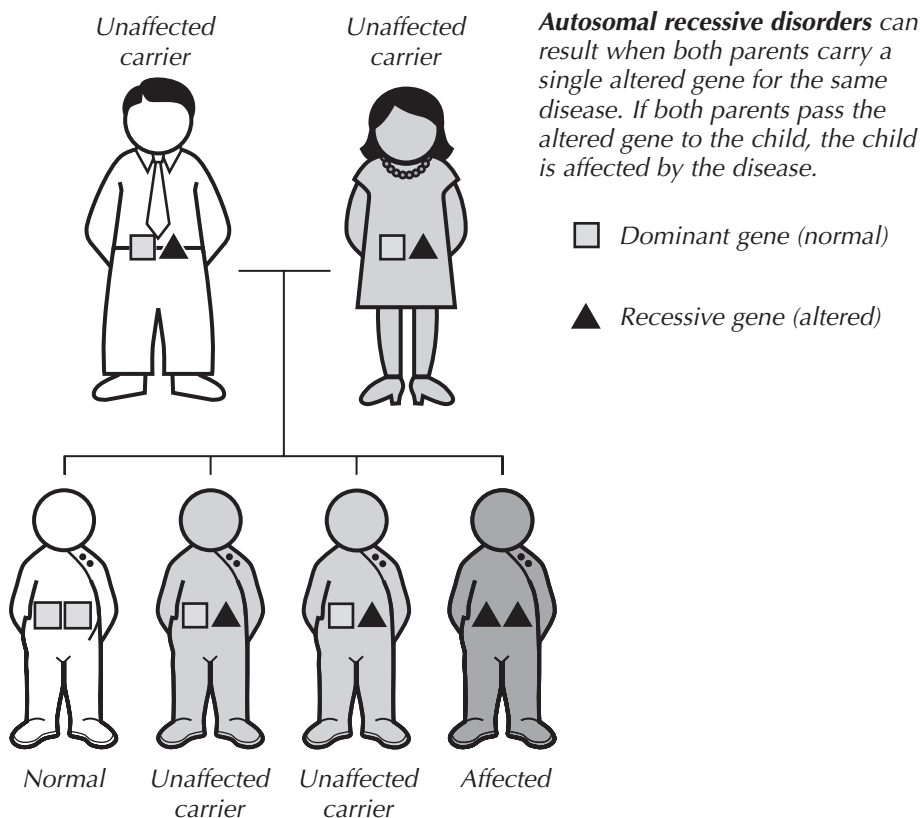 Unaffected
carrier
Unaffected
carrier
Autosomal recessive disorders can
result when both parents carry a
single altered gene for the same
disease. If both parents pass the
altered gene to the child, the child
is affected by the disease.
Dominant gene (normal)
Recessive gene (altered)
Normal
Unaffected
carrier
Unaffected
carrier
Affected